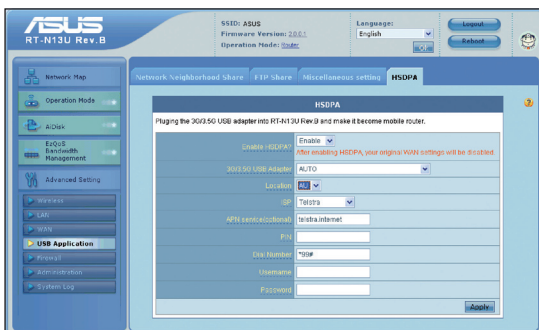 ASUS
RT-N13U Rev.B
SSID: ASUS
Firmware Version: 2.0.0.1
Operation Mode: Router
Language:
English
Logout
Reboot
Network Map
Operation Mode
AiDisk
EzQoS
Bandwidth
Management
Advanced Setting
Wireless
LAN
WAN
USB Application
Firewall
Administration
System Log
Network Neighborhood Share
FTP Share
Miscellaneous setting
HSDPA
HSDPA
Pluging the 3G/3.5G USB adapter into RT-N13U Rev.B and make it become mobile router.
Enable HSDPA?
Enable
After enabling HSDPA, your original WAN settings will be disabled.
3G/3.5G USB Adapter
AUTO
Location
AU
ISP
Telstra
APN service(optional)
telstra.internet
PIN
Dial Number
*99#
Username
Password
Apply